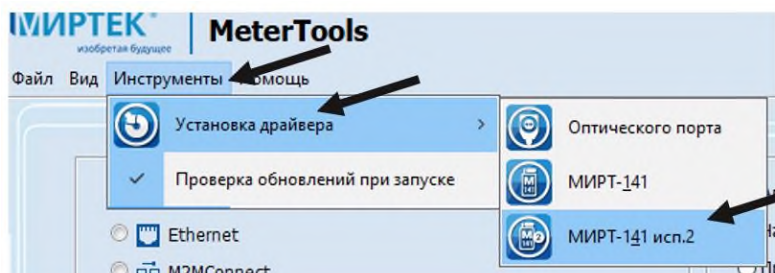 МИРТЕК
изобретая будущее
MeterTools
Файл Вид Инструменты Помощь
Установка драйвера
Проверка обновлений при запуске
Оптического порта
МИРТ-141
МИРТ-141 исп.2
Ethernet
M2MConnect